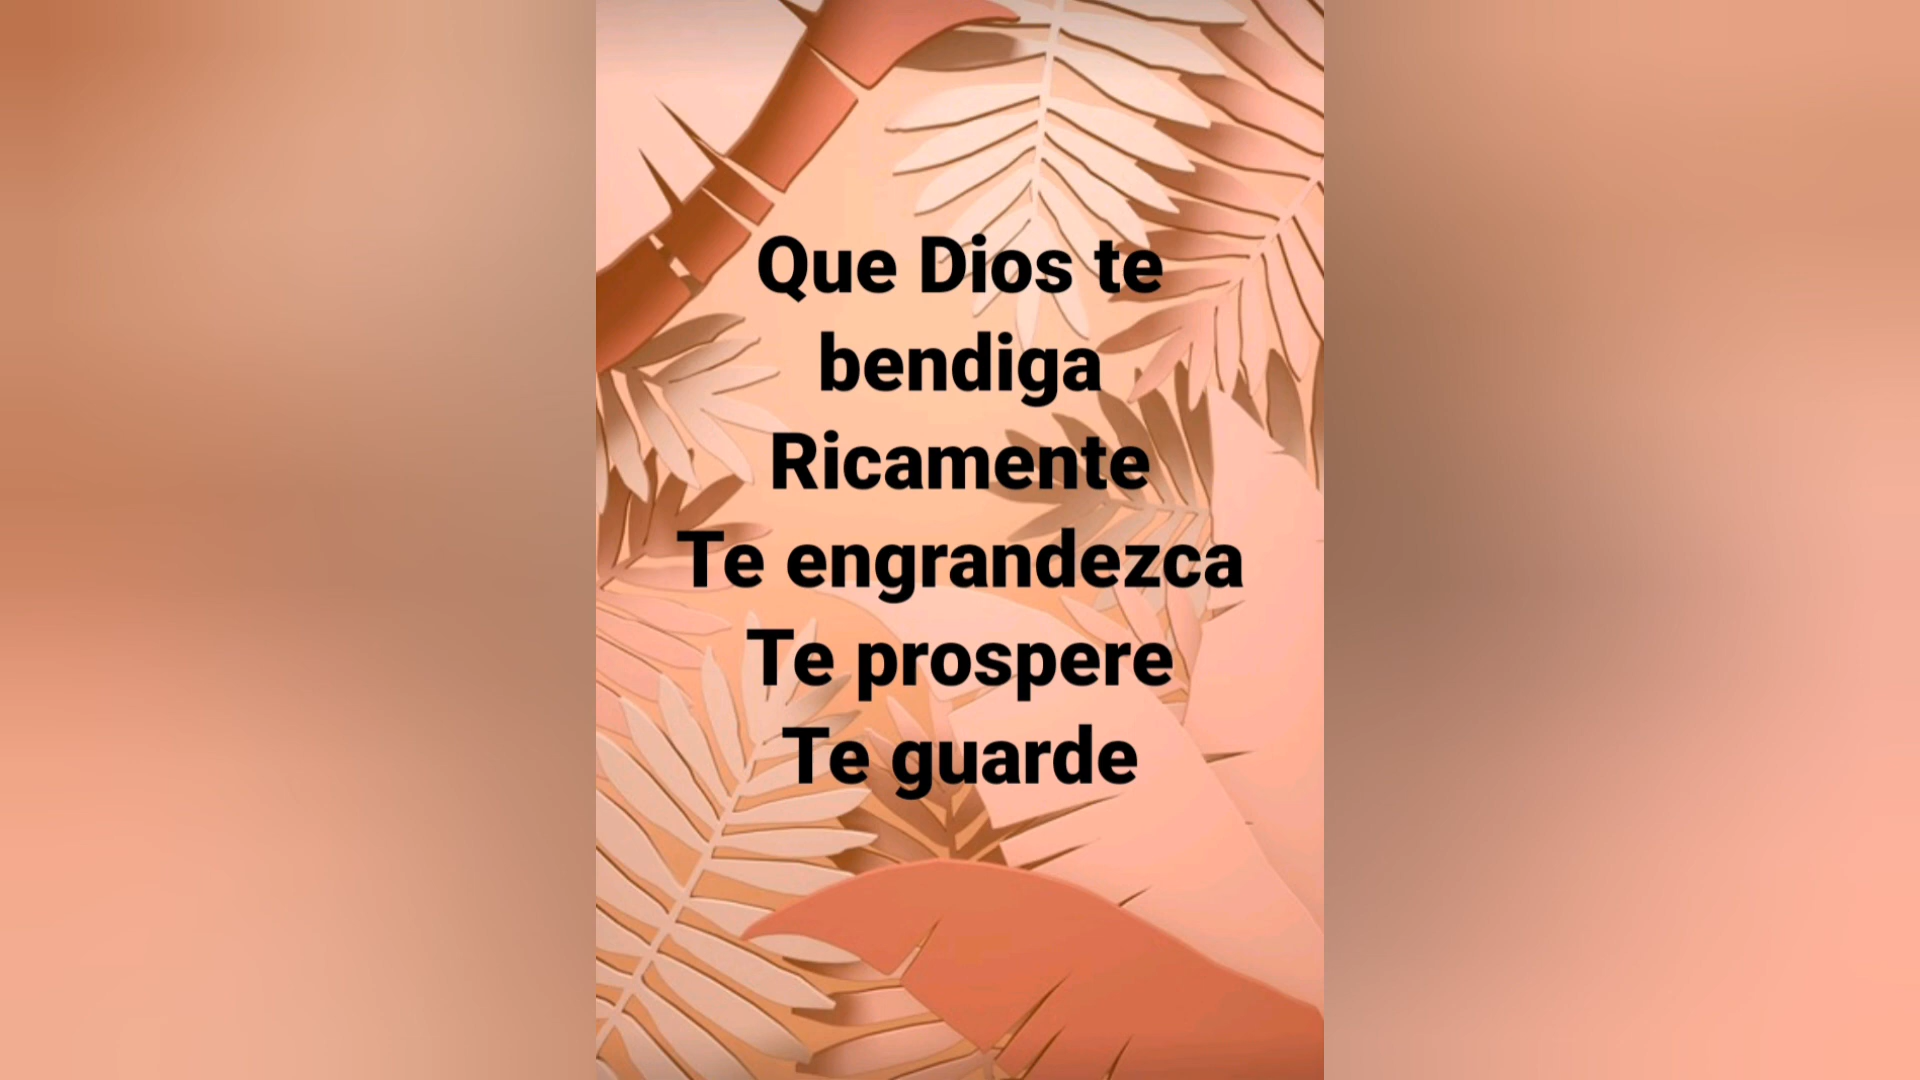 Que Dios te
bendiga
Ricamente
Te engrandezca
Te prospere
Te guarde